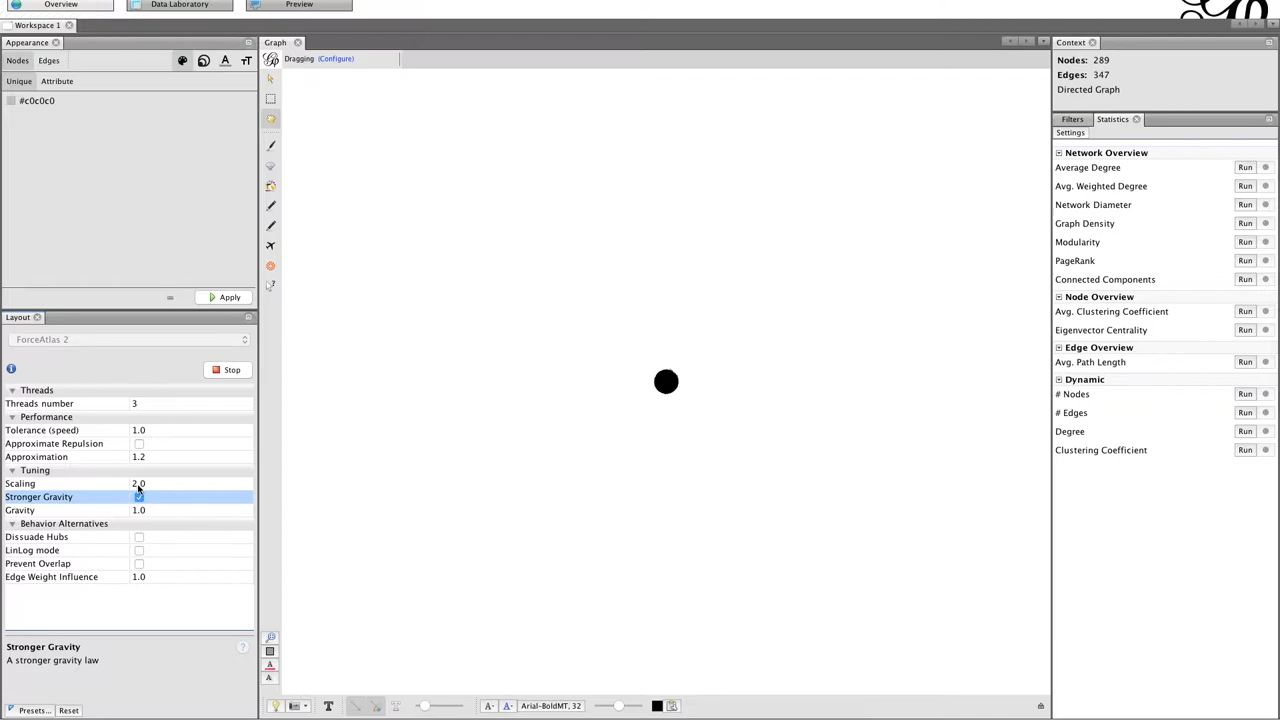 Overview
Data Laboratory
Preview
Workspace 1
Appearance
Nodes
Edges
Unique
Attribute
#c0c0c0
Apply
Layout
ForceAtlas 2
Stop
Threads
Threads number 3
Performance
Tolerance (speed) 1.0
Approximate Repulsion
Approximation 1.2
Tuning
Scaling 2.0
Stronger Gravity
Gravity 1.0
Behavior Alternatives
Dissuade Hubs
LinLog mode
Prevent Overlap
Edge Weight Influence 1.0
Stronger Gravity
A stronger gravity law
Presets...
Reset
Graph
Dragging (Configure)
Arial-BoldMT, 32
Context
Nodes: 289
Edges: 347
Directed Graph
Filters
Statistics
Settings
Network Overview
Average Degree Run
Avg. Weighted Degree Run
Network Diameter Run
Graph Density Run
Modularity Run
PageRank Run
Connected Components Run
Node Overview
Avg. Clustering Coefficient Run
Eigenvector Centrality Run
Edge Overview
Avg. Path Length Run
Dynamic
# Nodes Run
# Edges Run
Degree Run
Clustering Coefficient Run